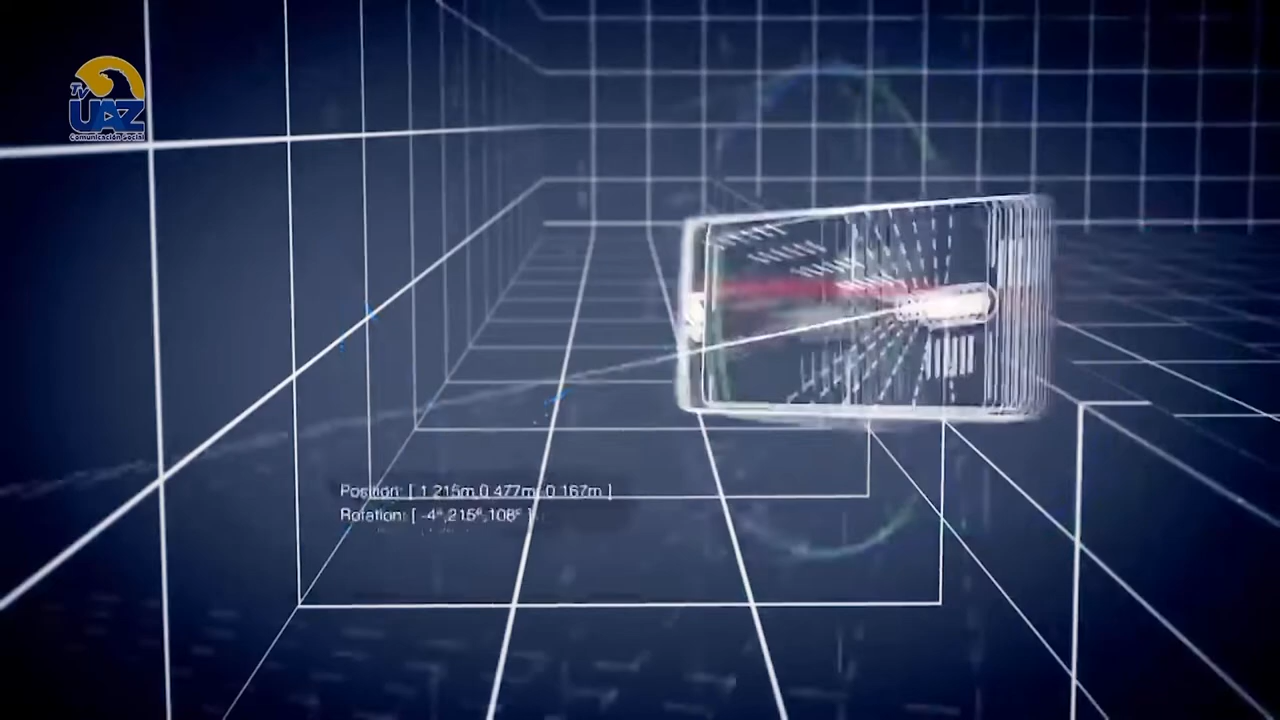 TV
UAZ
Comunicación Social
Position: [ 1.215m,0.477m,-0.167m ]
Rotation: [ -4°,215°,108° ]